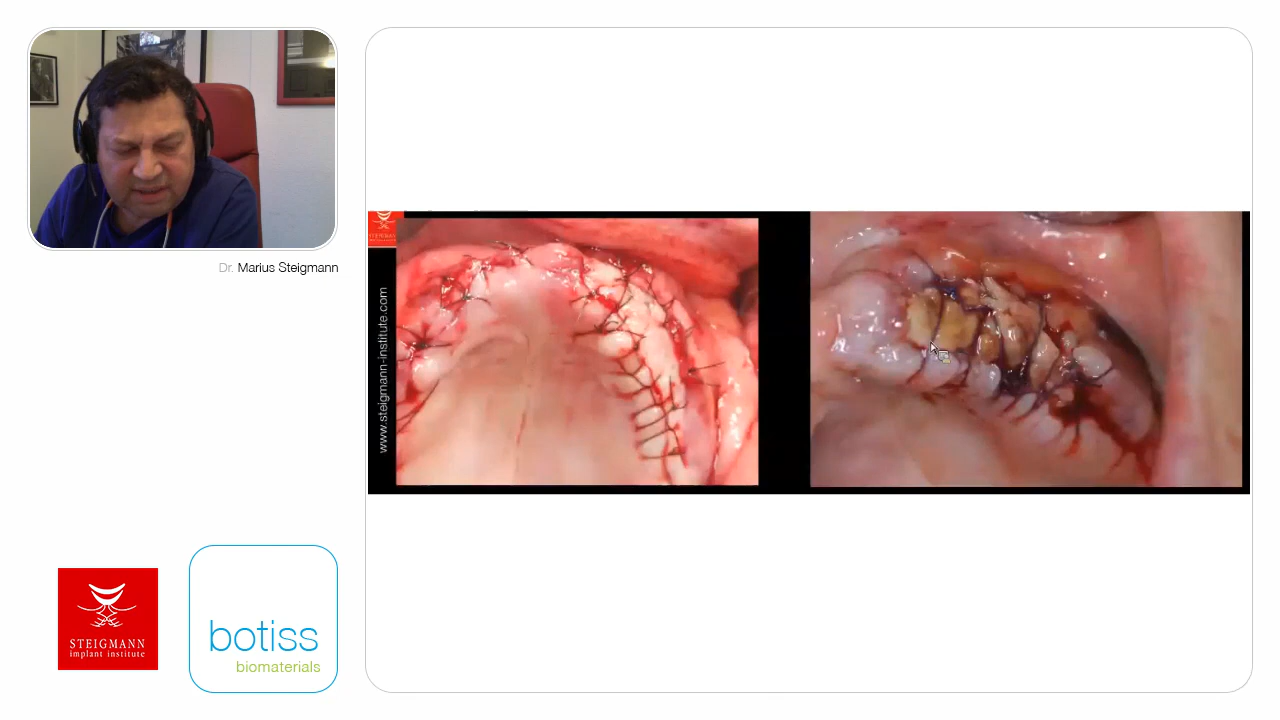 Dr. Marius Steigmann
www.steigmann-institute.com
STEIGMANN
implant institute
botiss
biomaterials